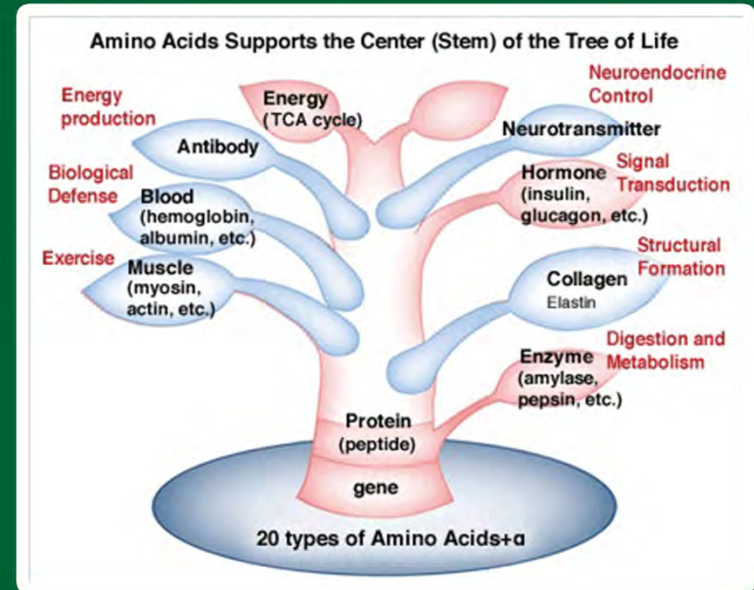 Amino Acids Supports the Center (Stem) of the Tree of Life
Energy
production
Energy
(TCA cycle)
Neuroendocrine
Control
Antibody
Neurotransmitter
Biological
Defense
Blood
(hemoglobin,
albumin, etc.)
Hormone
(insulin,
glucagon, etc.)
Signal
Transduction
Exercise
Muscle
(myosin,
actin, etc.)
Structural
Formation
Collagen
Elastin
Digestion and
Metabolism
Enzyme
(amylase,
pepsin, etc.)
Protein
(peptide)
gene
20 types of Amino Acids+α